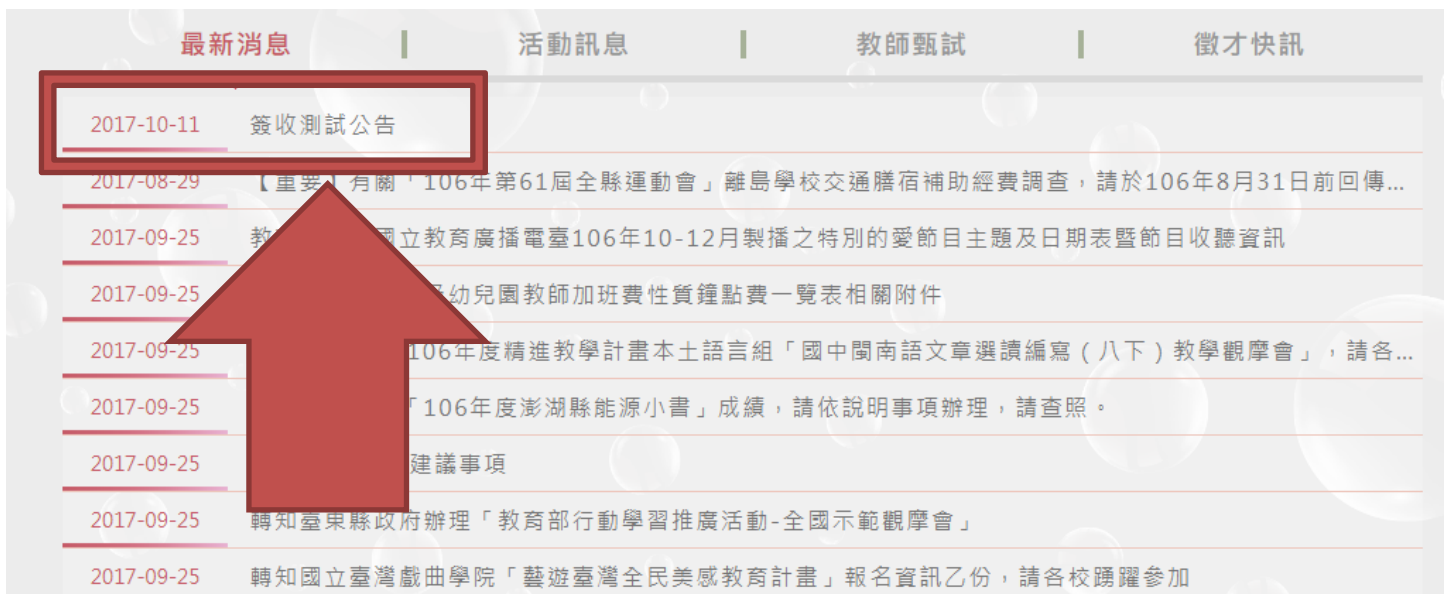 最新消息 活動訊息 教師甄試 徵才快訊
2017-10-11 簽收測試公告
2017-08-29 【重要】有關「106年第61屆全縣運動會」離島學校交通膳宿補助經費調查，請於106年8月31日前回傳...
2017-09-25 教 國立教育廣播電臺106年10-12月製播之特別的愛節目主題及日期表暨節目收聽資訊
2017-09-25 幼兒園教師加班費性質鐘點費一覽表相關附件
2017-09-25 106年度精進教學計畫本土語言組「國中閩南語文章選讀編寫（八下）教學觀摩會」，請各...
2017-09-25 「106年度澎湖縣能源小書」成績，請依說明事項辦理，請查照。
2017-09-25 建議事項
2017-09-25 轉知臺東縣政府辦理「教育部行動學習推廣活動-全國示範觀摩會」
2017-09-25 轉知國立臺灣戲曲學院「藝遊臺灣全民美感教育計畫」報名資訊乙份，請各校踴躍參加